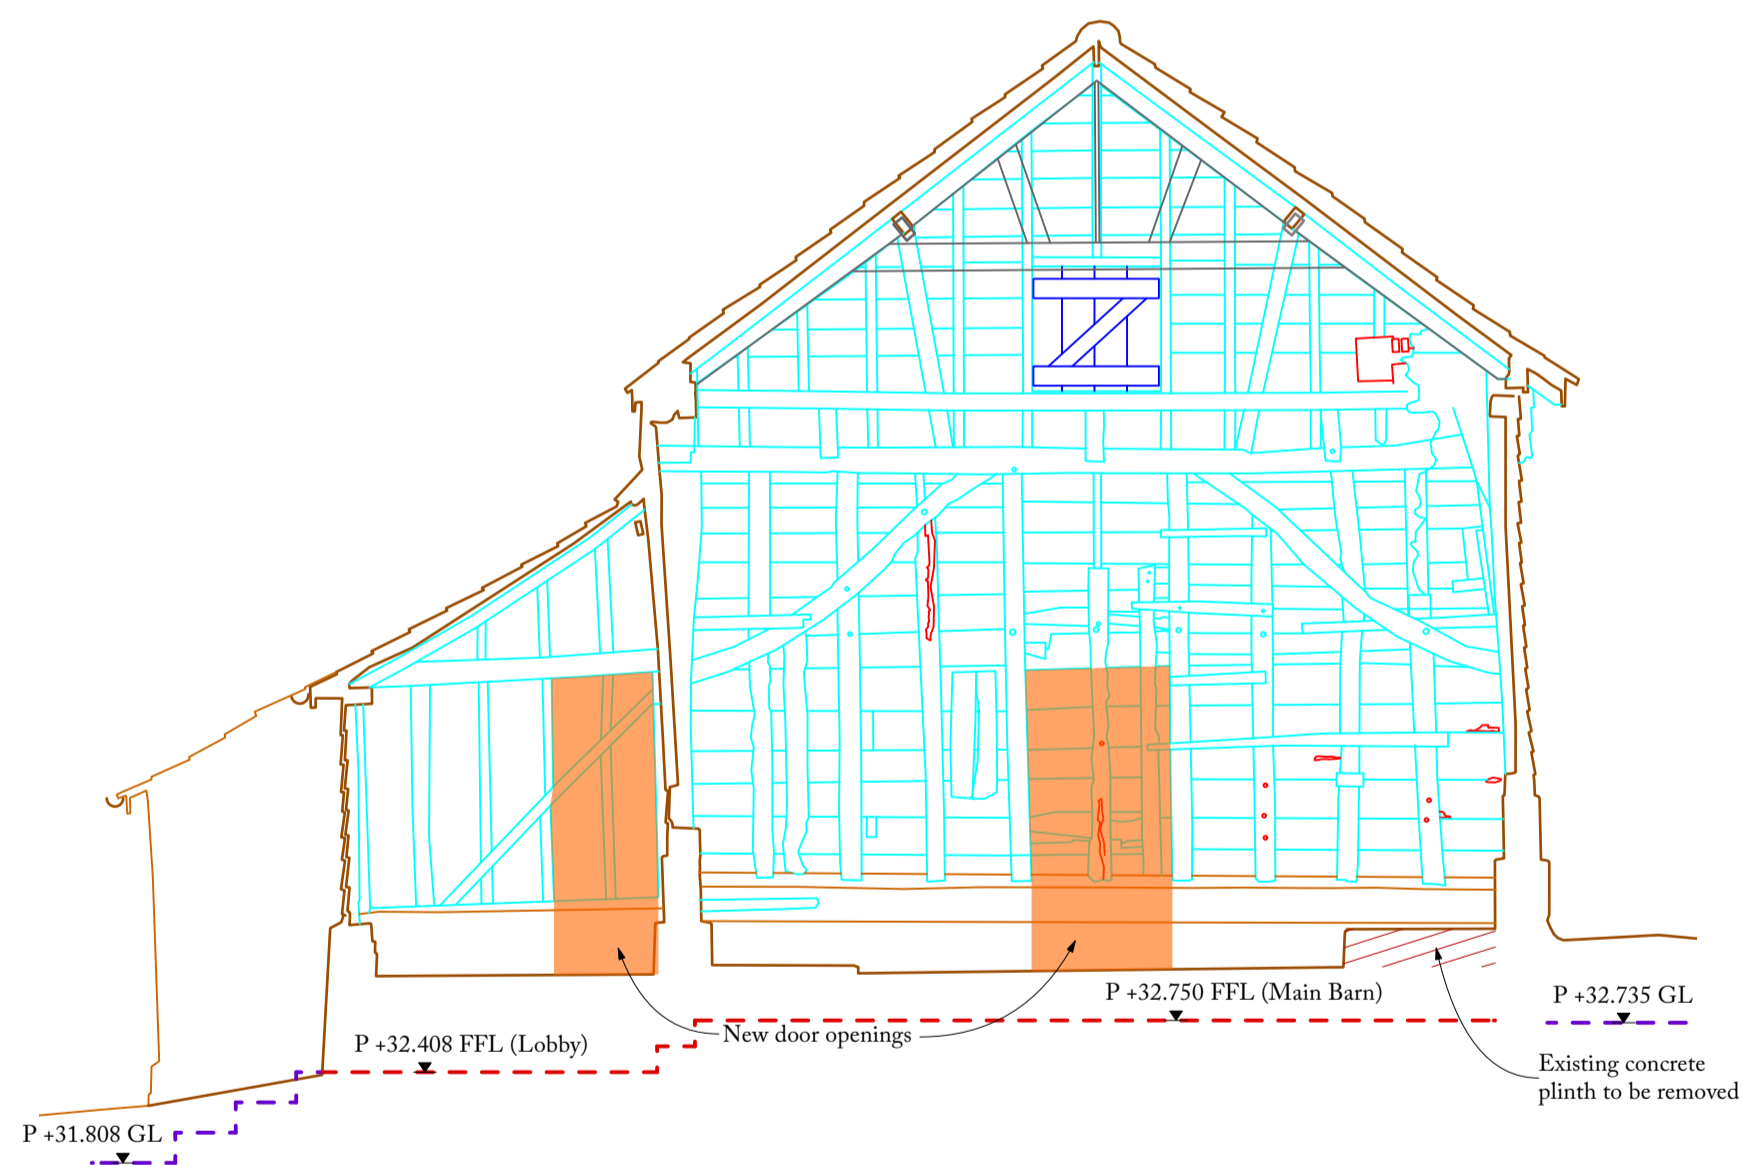 P +32.750 FFL (Main Barn)
P +32.735 GL
New door openings
P +32.408 FFL (Lobby)
Existing concrete
plinth to be removed
P +31.808 GL